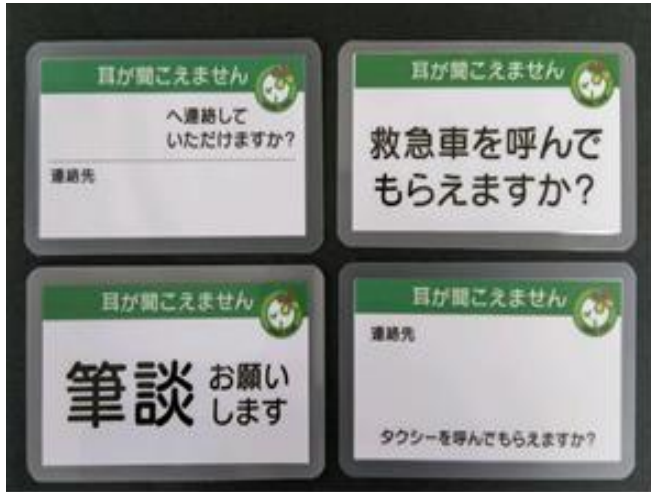 耳が聞こえません
へ連絡して
いただけますか?
連絡先
耳が聞こえません
救急車を呼んで
もらえますか?
耳が聞こえません
筆談 お願い
します
耳が聞こえません
連絡先
タクシーを呼んでもらえますか?